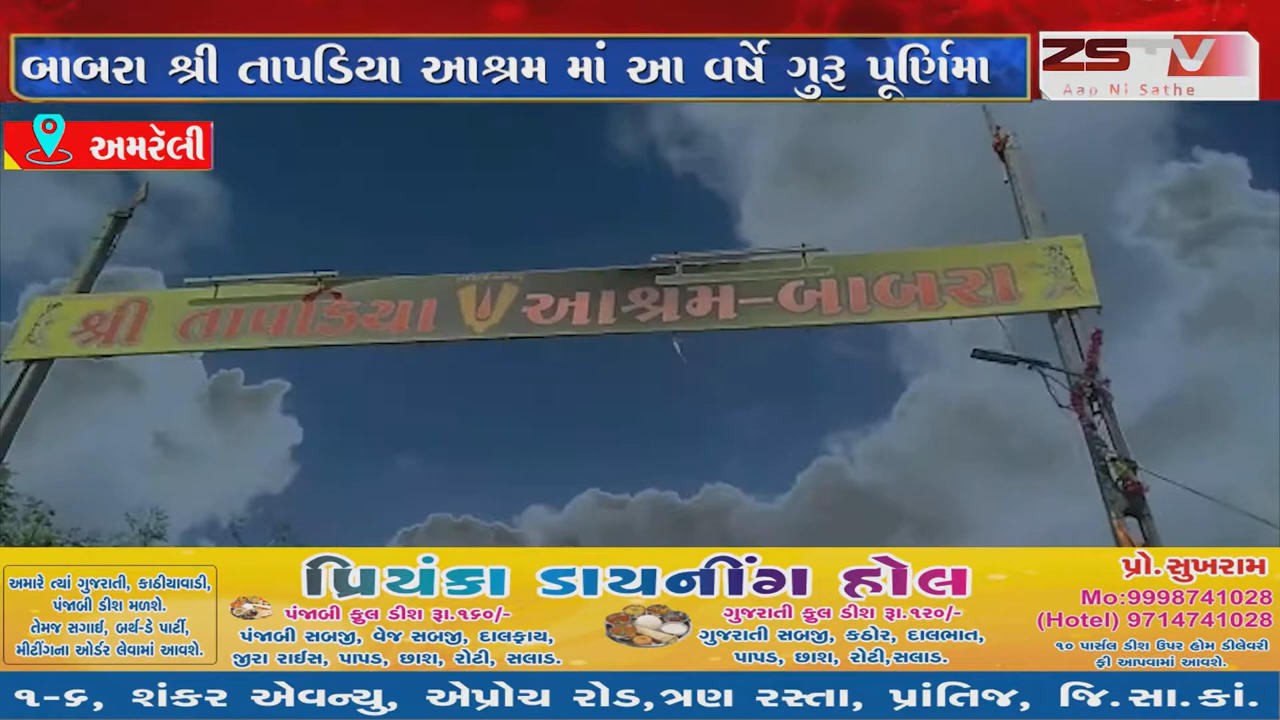 બાબરા શ્રી તાપડિયા આશ્રમ માં આ વર્ષે ગુરૂ પૂર્ણિમા
ZSTV
Aap Ni Sathe
અમરેલી
શ્રી તાપડિયા આશ્રમ-બાબરા
અમારે ત્યાં ગુજરાતી, કાઠીયાવાડી,
પંજાબી ડીશ મળશે.
તેમજ સગાઈ, બર્થ-ડે પાર્ટી,
મીટીંગના ઓર્ડર લેવામાં આવશે.
પ્રિયંકા ડાયનીંગ હોલ
પંજાબી ફુલ ડીશ રૂા.૧૬૦/-
પંજાબી સબજી, વેજ સબજી, દાલફ્રાય,
જીરા રાઈસ, પાપડ, છાશ, રોટી, સલાડ.
ગુજરાતી ફુલ ડીશ રૂા.૧૨૦/-
ગુજરાતી સબજી, કઠોર, દાલભાત,
પાપડ, છાશ, રોટી,સલાડ.
પ્રો.સુખરામ
Mo:9998741028
(Hotel) 9714741028
૧૦ પાર્સલ ડીશ ઉપર હોમ ડીલેવરી
ફ્રી આપવામાં આવશે.
૧-૬, શંકર એવન્યુ, એપ્રોચ રોડ,ત્રણ રસ્તા, પ્રાંતિજ, જિ.સા.કાં.